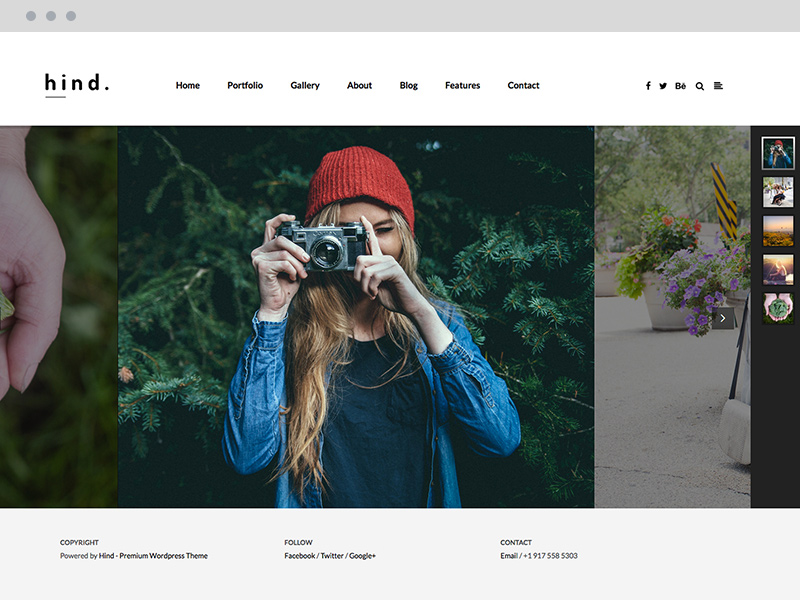 hind.
Home Portfolio Gallery About Blog Features Contact
Bē
COPYRIGHT
Powered by Hind - Premium Wordpress Theme
FOLLOW
Facebook / Twitter / Google+
CONTACT
Email / +1 917 558 5303